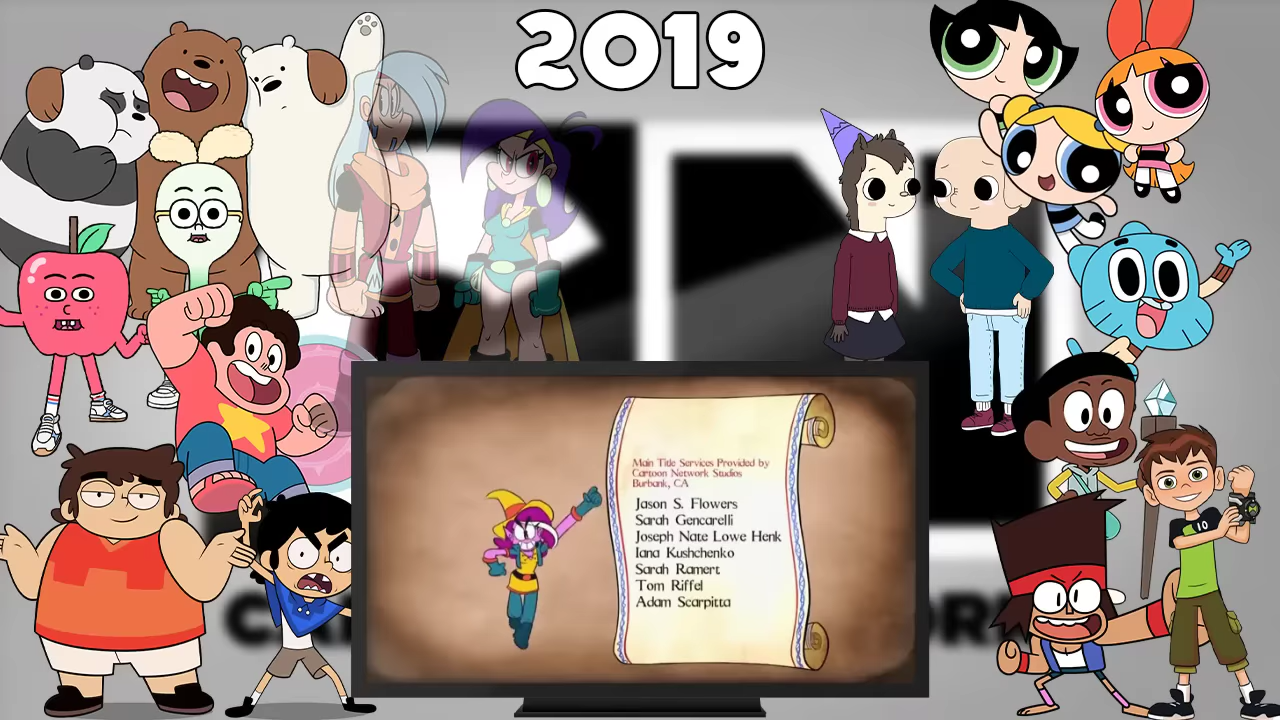 2019
Main Title Services Provided by
Cartoon Network Studios
Burbank, CA
Jason S. Flowers
Sarah Gencarelli
Joseph Nate Lowe Henk
Iana Kushchenko
Sarah Ramert
Tom Riffel
Adam Scarpitta
10